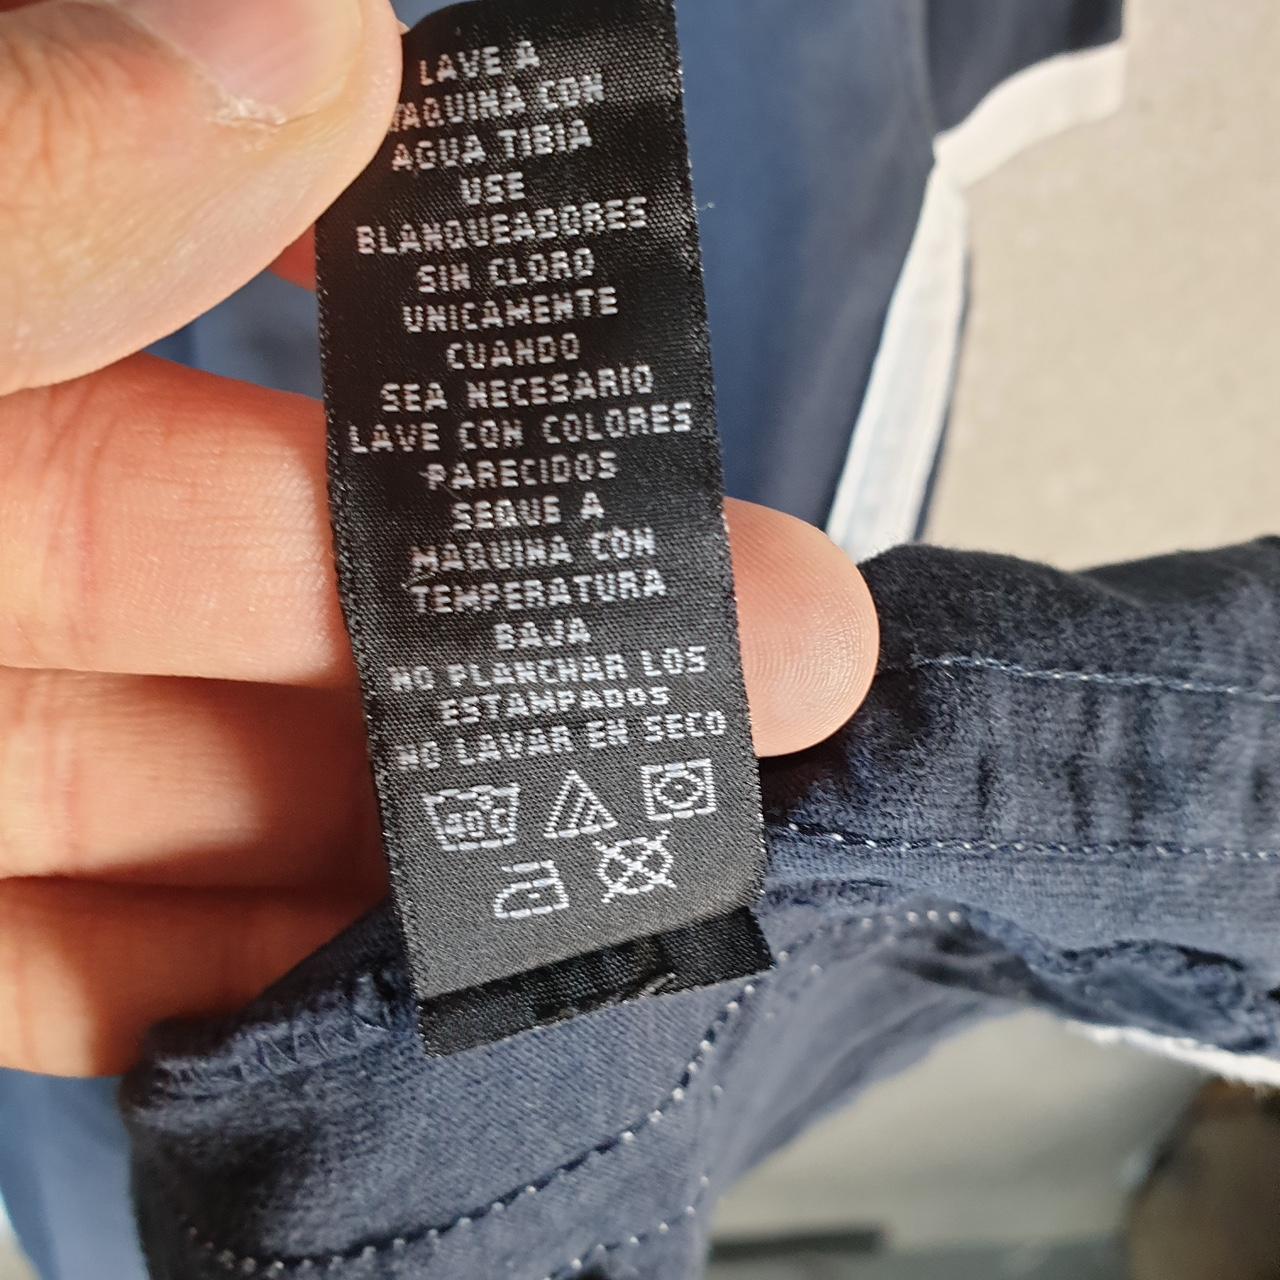 LAVE A
MAQUINA CON
AGUA TIBIA
USE
BLANQUEADORES
SIN CLORO
UNICAMENTE
CUANDO
SEA NECESARIO
LAVE CON COLORES
PARECIDOS
SEQUE A
MAQUINA CON
TEMPERATURA
BAJA
NO PLANCHAR LOS
ESTAMPADOS
NO LAVAR EN SECO
40C